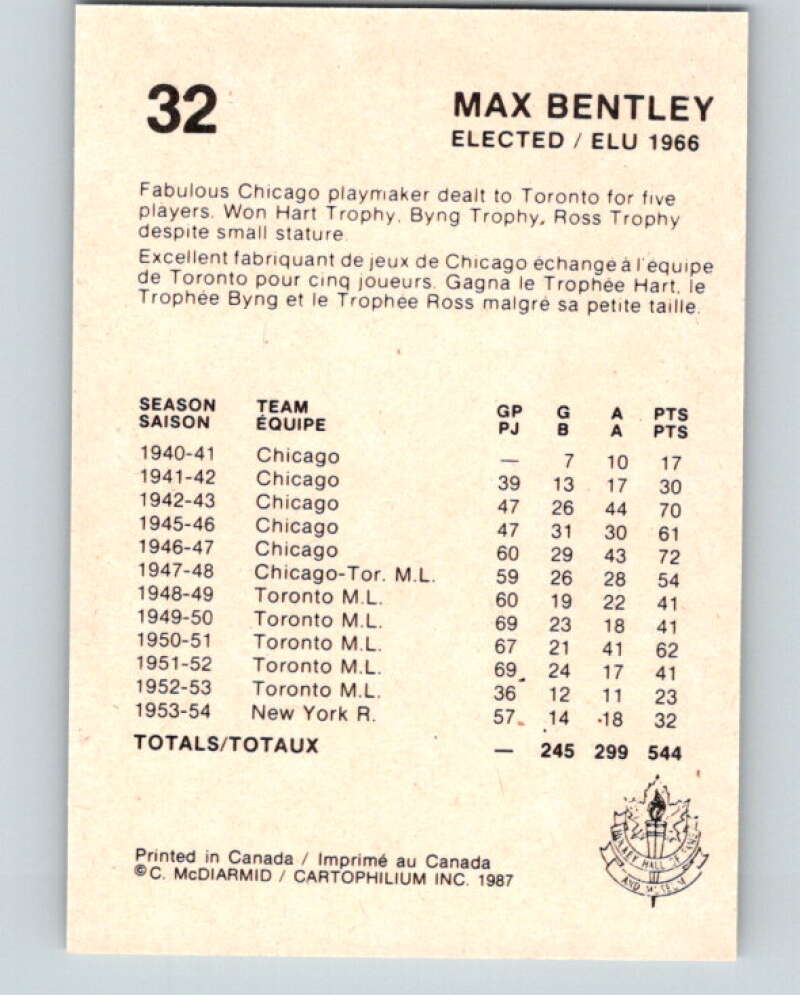 32
MAX BENTLEY
ELECTED / ELU 1966
Fabulous Chicago playmaker dealt to Toronto for five
players. Won Hart Trophy, Byng Trophy, Ross Trophy
despite small stature.
Excellent fabriquant de jeux de Chicago échangé à l'équipe
de Toronto pour cinq joueurs. Gagna le Trophée Hart, le
Trophée Byng et le Trophée Ross malgré sa petite taille.
SEASON TEAM GP G A PTS
SAISON ÉQUIPE PJ B A PTS
1940-41 Chicago — 7 10 17
1941-42 Chicago 39 13 17 30
1942-43 Chicago 47 26 44 70
1945-46 Chicago 47 31 30 61
1946-47 Chicago 60 29 43 72
1947-48 Chicago-Tor. M.L. 59 26 28 54
1948-49 Toronto M.L. 60 19 22 41
1949-50 Toronto M.L. 69 23 18 41
1950-51 Toronto M.L. 67 21 41 62
1951-52 Toronto M.L. 69 24 17 41
1952-53 Toronto M.L. 36 12 11 23
1953-54 New York R. 57 14 18 32
TOTALS/TOTAUX — 245 299 544
HOCKEY HALL OF FAME
AND MUSEUM
Printed in Canada / Imprimé au Canada
©C. McDIARMID / CARTOPHILIUM INC. 1987